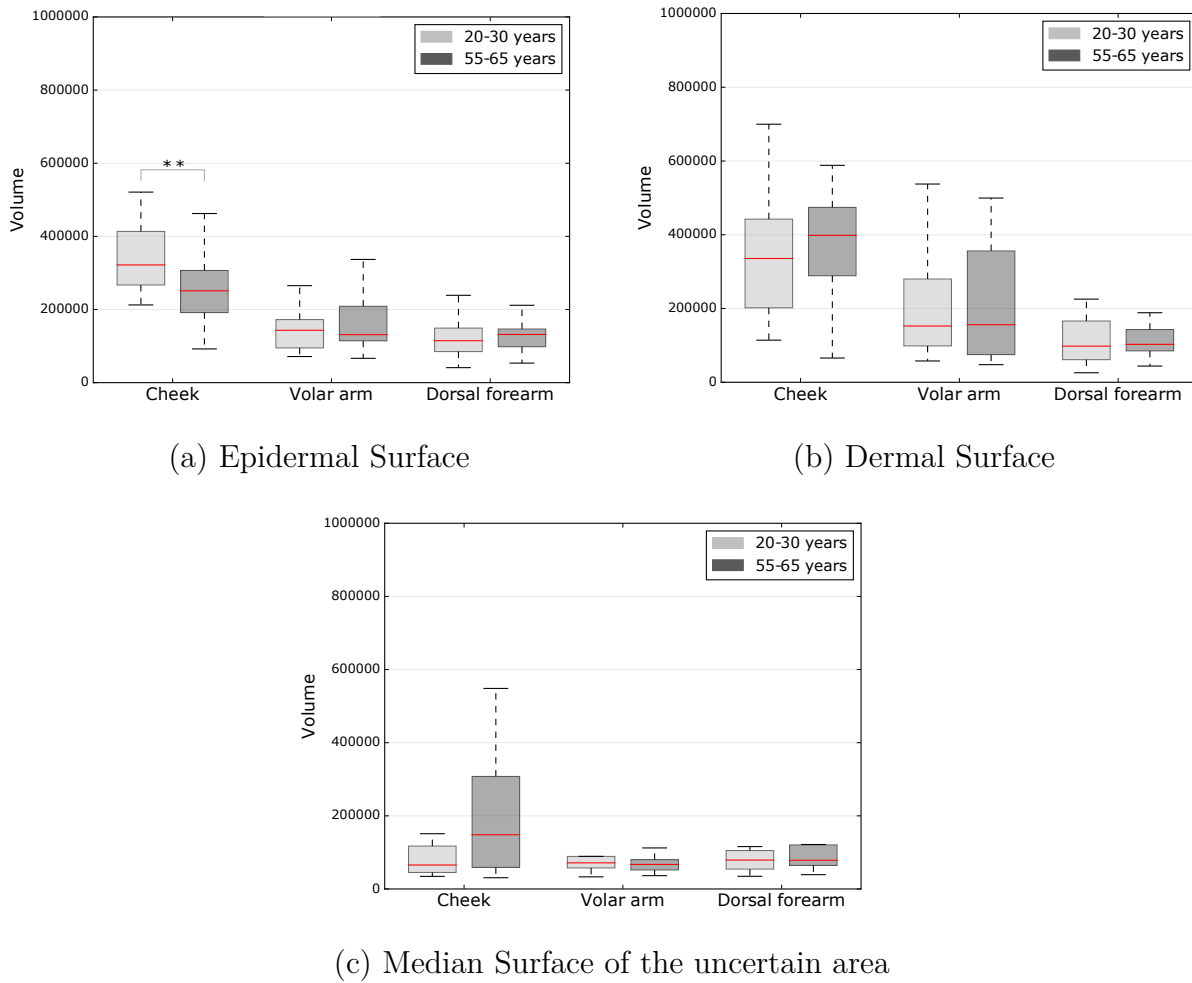 1000000
800000
600000
400000
200000
0
Volume
20-30 years
55-65 years
**
Cheek
Volar arm
Dorsal forearm
(a) Epidermal Surface
1000000
800000
600000
400000
200000
0
Volume
20-30 years
55-65 years
Cheek
Volar arm
Dorsal forearm
(b) Dermal Surface
1000000
800000
600000
400000
200000
0
Volume
20-30 years
55-65 years
Cheek
Volar arm
Dorsal forearm
(c) Median Surface of the uncertain area